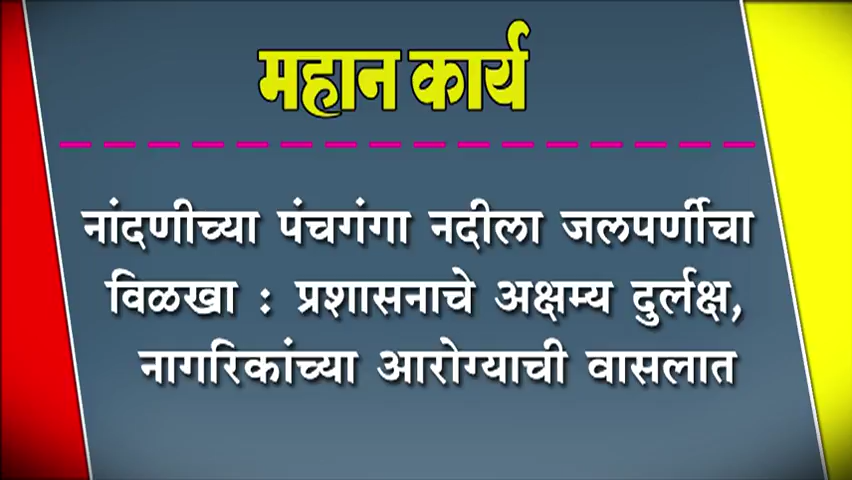 महान कार्य
नांदणीच्या पंचगंगा नदीला जलपर्णीचा
विळखा : प्रशासनाचे अक्षम्य दुर्लक्ष,
नागरिकांच्या आरोग्याची वासलात